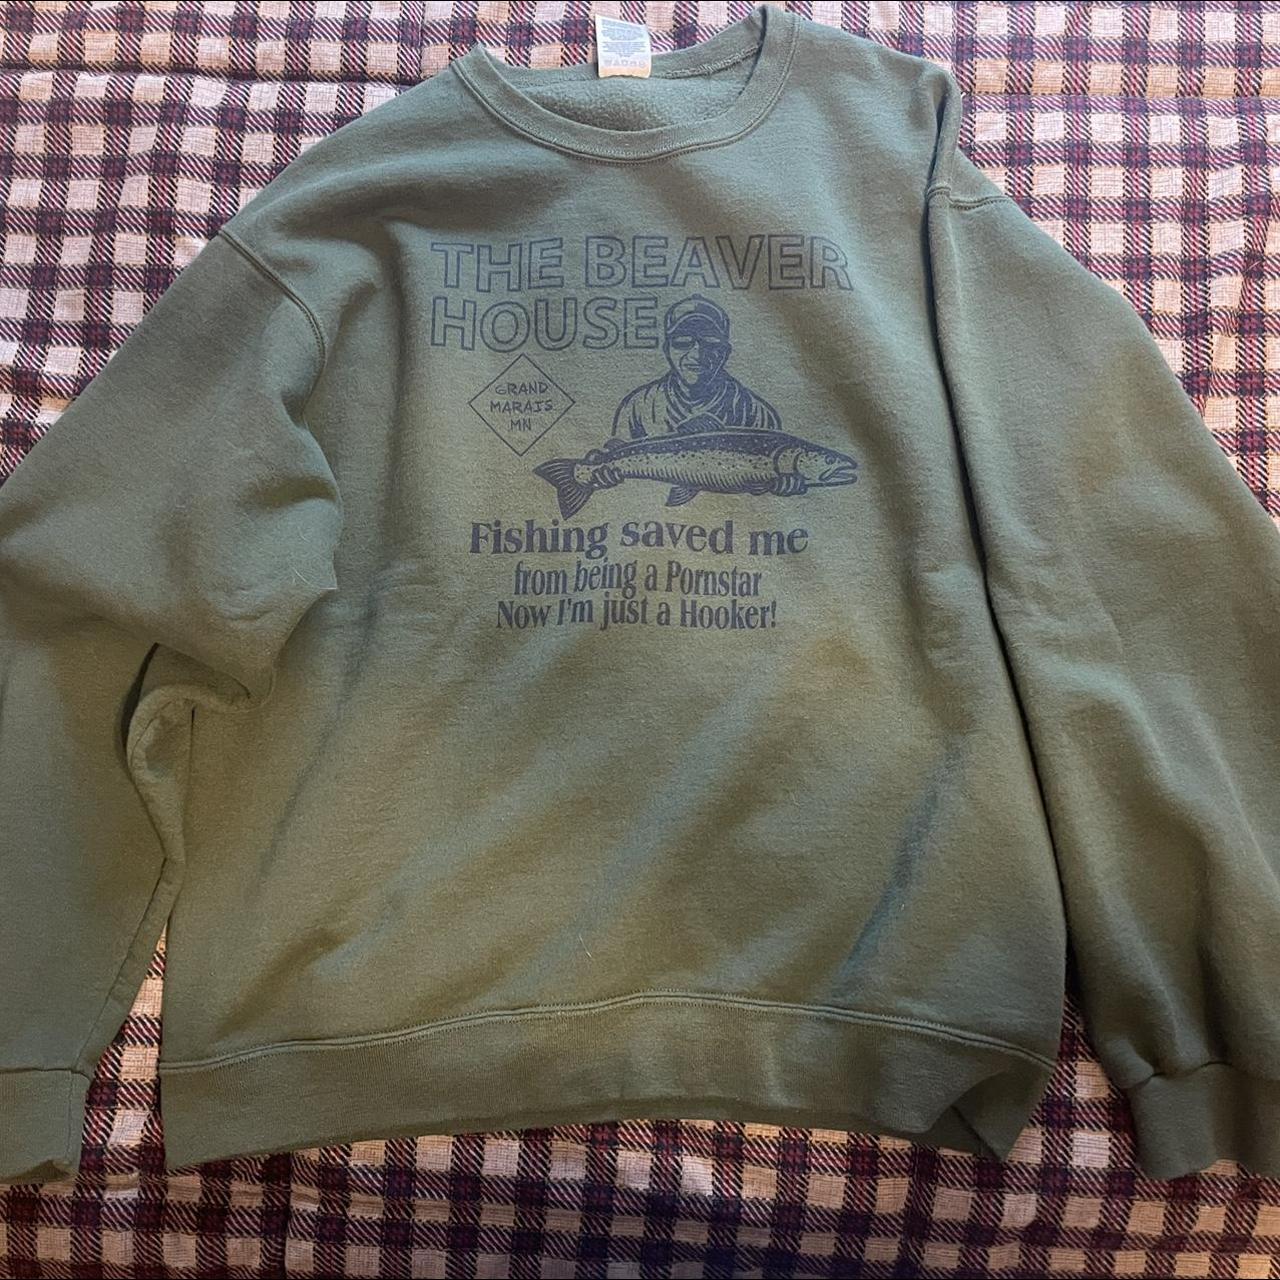 THE BEAVER
HOUSE
GRAND
MARAIS
MN
Fishing saved me
from being a Pornstar
Now I'm just a Hooker!